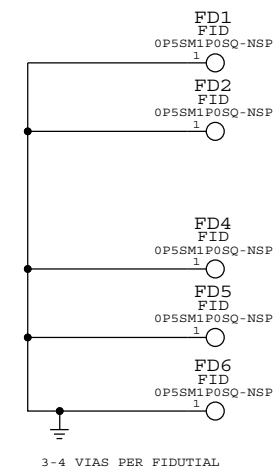 FD1
FID
0P5SM1P0SQ-NSP
1
FD2
FID
0P5SM1P0SQ-NSP
1
FD4
FID
0P5SM1P0SQ-NSP
1
FD5
FID
0P5SM1P0SQ-NSP
1
FD6
FID
0P5SM1P0SQ-NSP
1
3-4 VIAS PER FIDUTIAL